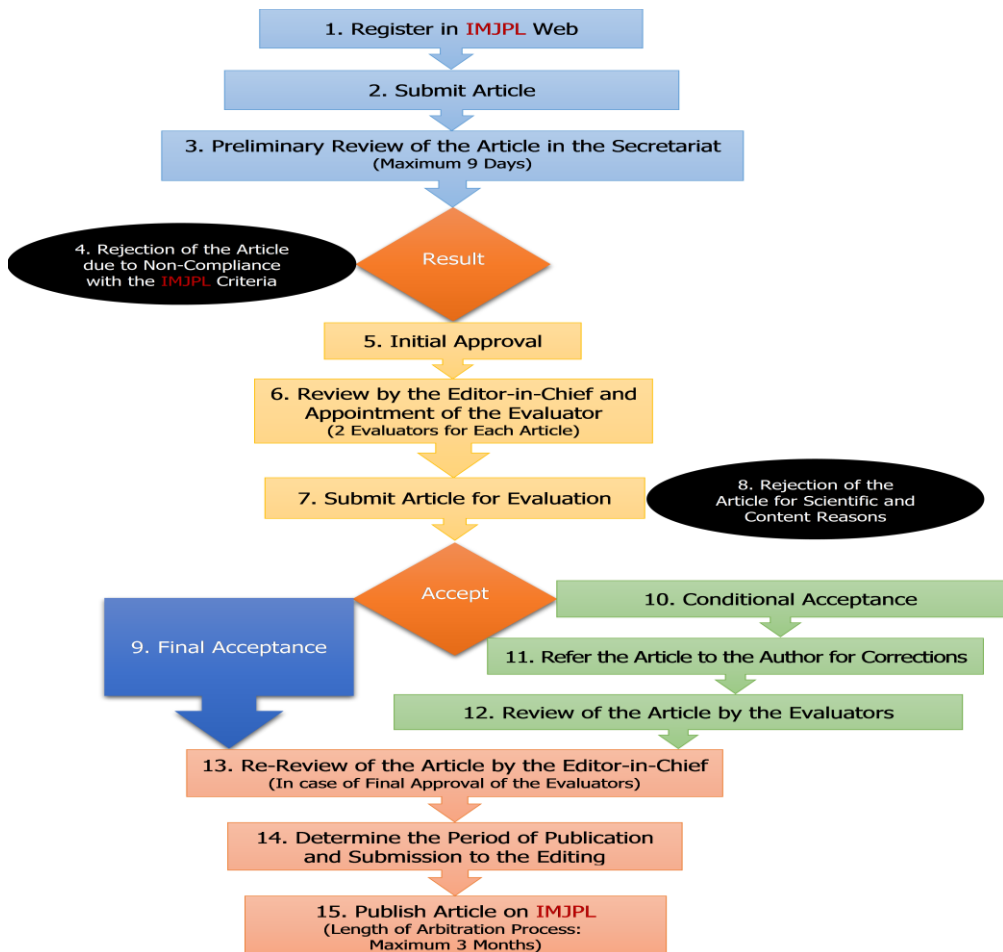 1. Register in IMJPL Web
2. Submit Article
3. Preliminary Review of the Article in the Secretariat
(Maximum 9 Days)
4. Rejection of the Article
due to Non-Compliance
with the IMJPL Criteria
Result
5. Initial Approval
6. Review by the Editor-in-Chief and
Appointment of the Evaluator
(2 Evaluators for Each Article)
7. Submit Article for Evaluation
8. Rejection of the
Article for Scientific and
Content Reasons
Accept
9. Final Acceptance
10. Conditional Acceptance
11. Refer the Article to the Author for Corrections
12. Review of the Article by the Evaluators
13. Re-Review of the Article by the Editor-in-Chief
(In case of Final Approval of the Evaluators)
14. Determine the Period of Publication
and Submission to the Editing
15. Publish Article on IMJPL
(Length of Arbitration Process:
Maximum 3 Months)